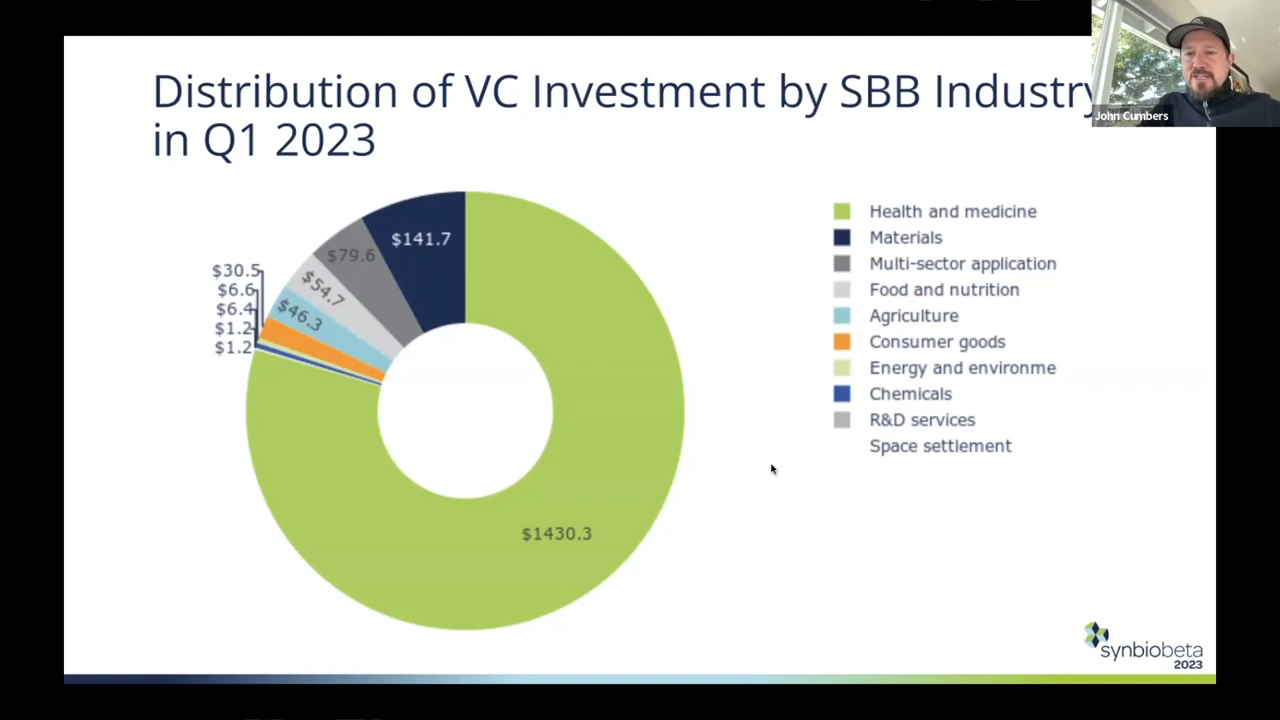 Distribution of VC Investment by SBB Industry
in Q1 2023
John Cumbers
$141.7
$79.6
$54.7
$46.3
$30.5
$6.6
$6.4
$1.2
$1.2
$1430.3
Health and medicine
Materials
Multi-sector application
Food and nutrition
Agriculture
Consumer goods
Energy and environme
Chemicals
R&D services
Space settlement
synbiobeta
2023